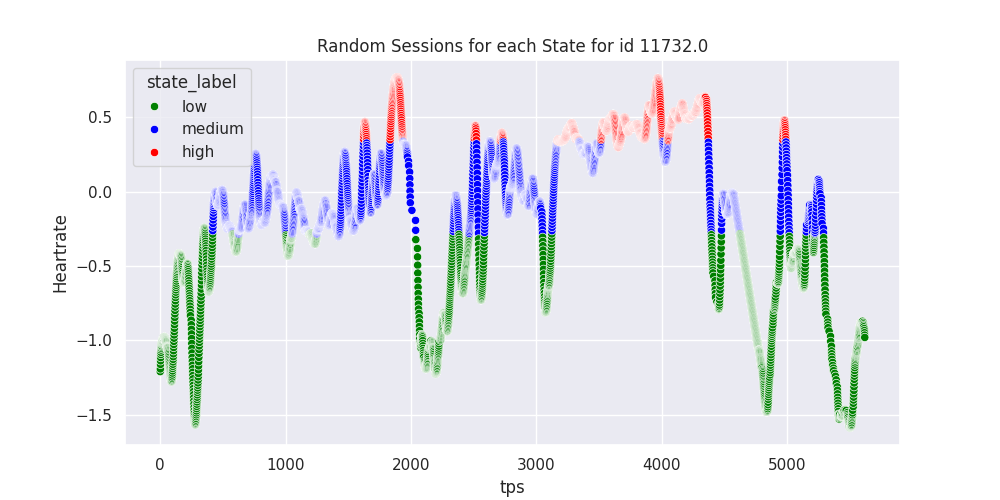 Random Sessions for each State for id 11732.0
state_label
low
medium
high
Heartrate
0.5
0.0
−0.5
−1.0
−1.5
0 1000 2000 3000 4000 5000
tps